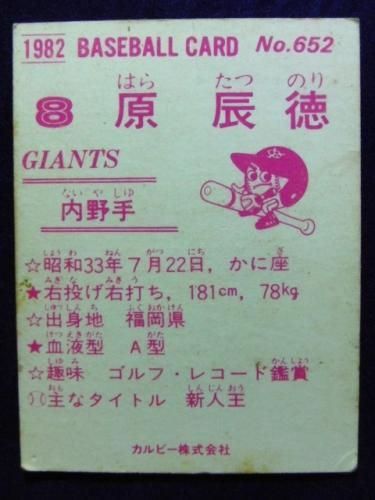 1982 BASEBALL CARD No.652
はら たつ のり
8 原 辰 徳
GIANTS
ない や しゆ
内野手
しょう わ ねん がつ にち ざ
☆昭和33年7月22日,かに座
みぎ な みぎ う
★右投げ右打ち,181cm,78kg
しゅっ しん ち ふく おか けん
☆出身地 福岡県
けつ えき がた がた
★血液型 A型
しゆ み かん しょう
☆趣味 ゴルフ・レコード鑑賞
おも しん じん おう
主なタイトル 新人王
カルビー株式会社